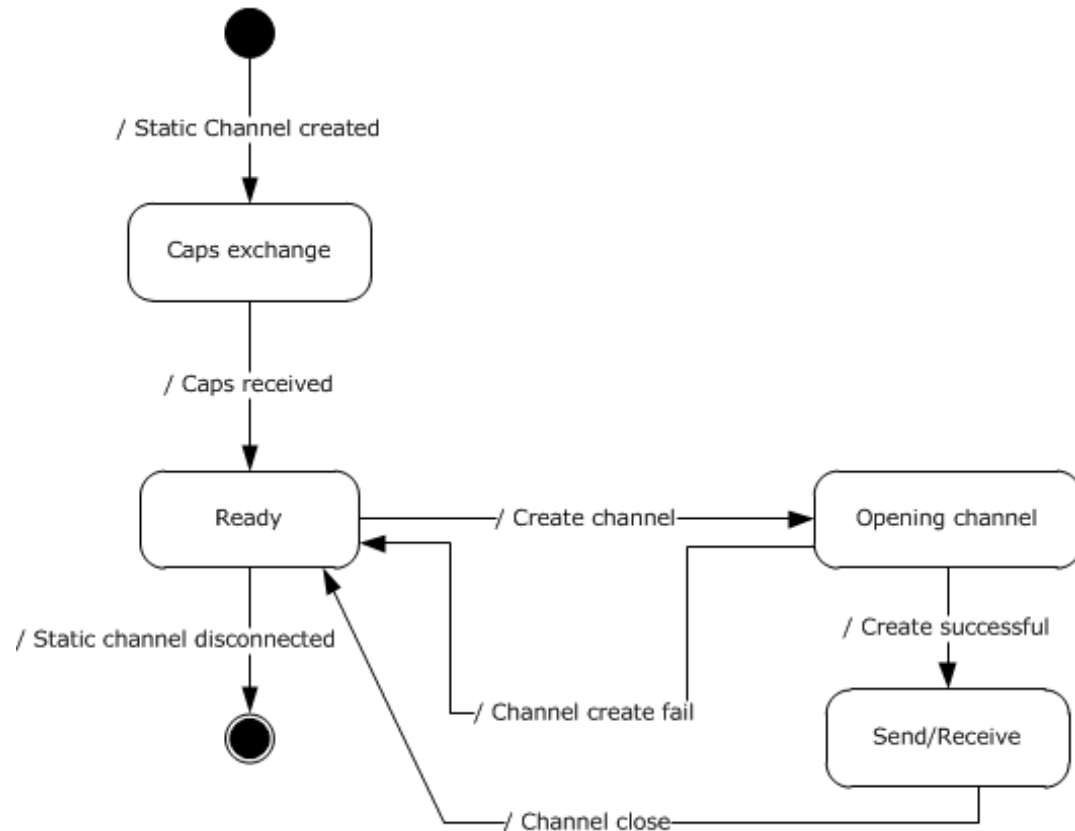 / Static Channel created
Caps exchange
/ Caps received
Ready
/ Create channel
Opening channel
/ Static channel disconnected
/ Create successful
/ Channel create fail
Send/Receive
/ Channel close